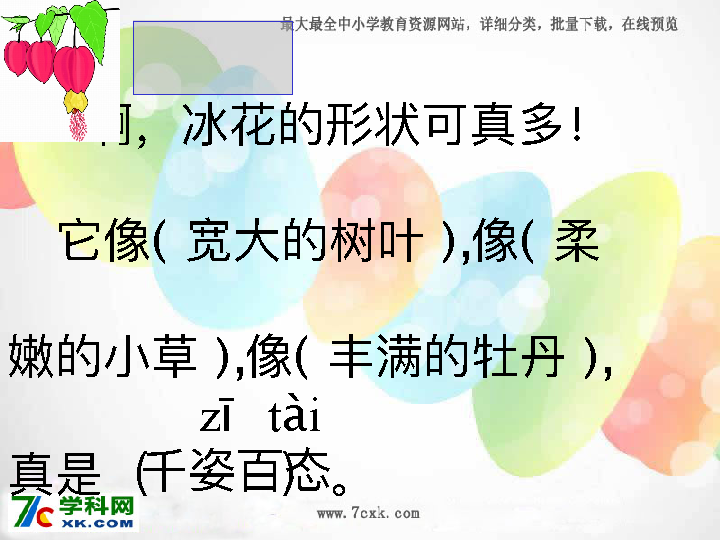 最大最全中小学教育资源网站，详细分类，批量下载，在线预览
啊，冰花的形状可真多！
它像( 宽大的树叶 ),像( 柔
嫩的小草 ),像( 丰满的牡丹 ),
zī tài
真是（千姿百态）。
学科网
XK.COM
www.7cxk.com